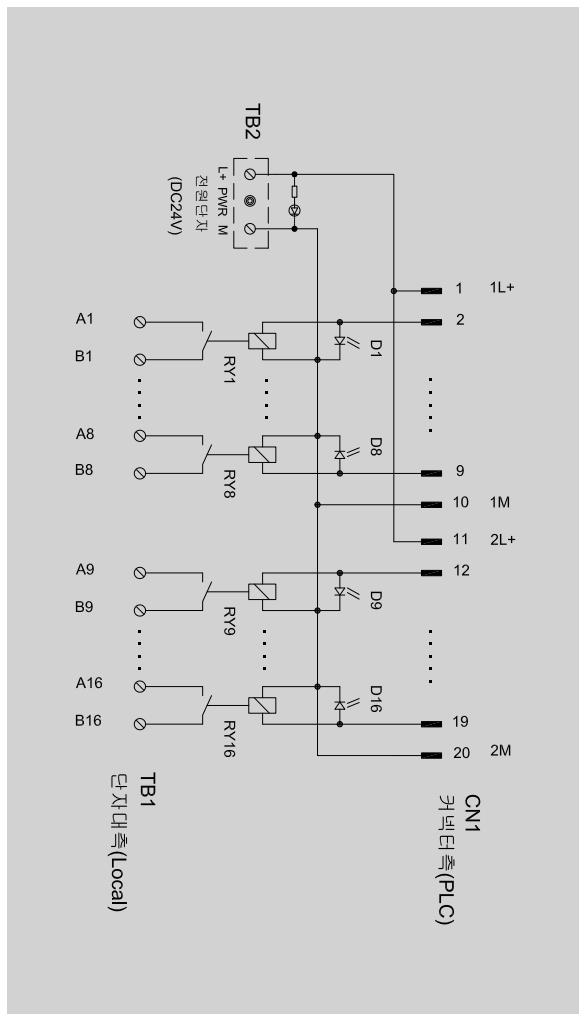 TB2
L+ PWR M
전원단자
(DC24V)
1 1L+
A1 2
D1
B1
RY1
A8
D8
B8 9
RY8
10 1M
11 2L+
A9 12
D9
B9
RY9
A16
D16
B16 19
RY16
20 2M
TB1
단자대측(Local)
CN1
커넥터측(PLC)